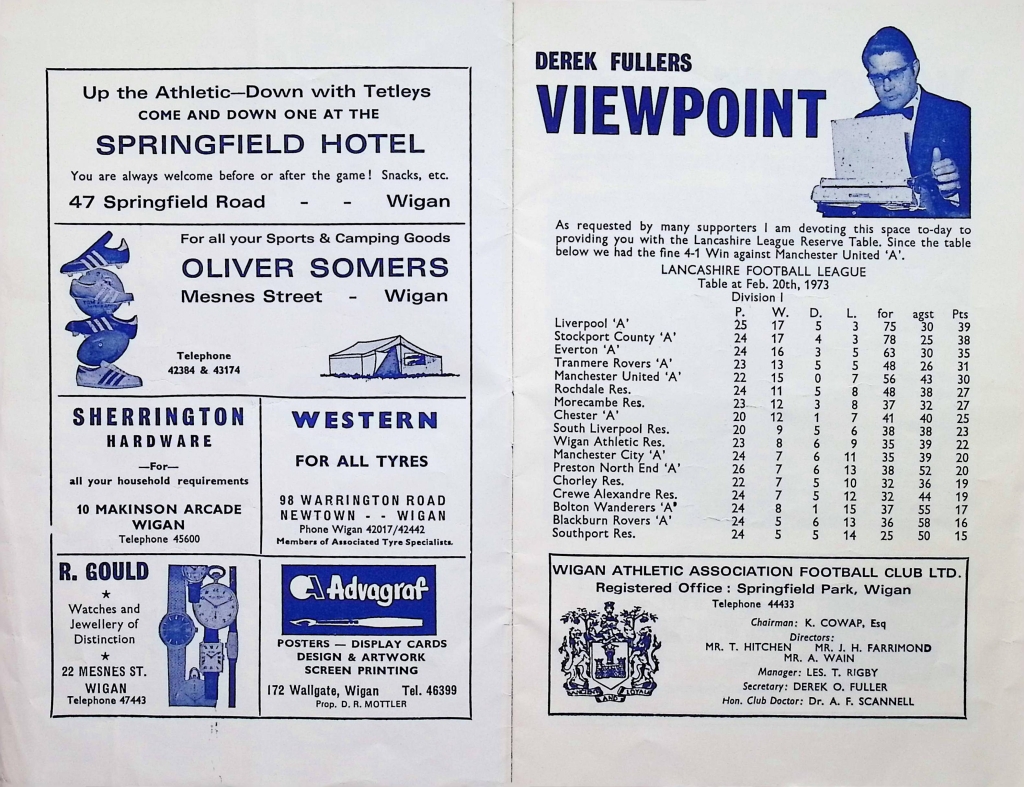 Up the Athletic—Down with Tetleys
COME AND DOWN ONE AT THE
SPRINGFIELD HOTEL
You are always welcome before or after the game! Snacks, etc.
47 Springfield Road - - Wigan
For all your Sports & Camping Goods
OLIVER SOMERS
Mesnes Street - Wigan
Telephone
42384 & 43174
SHERRINGTON
HARDWARE
—For—
all your household requirements
10 MAKINSON ARCADE
WIGAN
Telephone 45600
WESTERN
FOR ALL TYRES
98 WARRINGTON ROAD
NEWTOWN - - WIGAN
Phone Wigan 42017/42442
Members of Associated Tyre Specialists.
R. GOULD
★
Watches and
Jewellery of
Distinction
★
22 MESNES ST.
WIGAN
Telephone 47443
Advagraf
POSTERS — DISPLAY CARDS
DESIGN & ARTWORK
SCREEN PRINTING
172 Wallgate, Wigan Tel. 46399
Prop. D. R. MOTTLER
DEREK FULLERS
VIEWPOINT
As requested by many supporters I am devoting this space to-day to
providing you with the Lancashire League Reserve Table. Since the table
below we had the fine 4-1 Win against Manchester United 'A'.
LANCASHIRE FOOTBALL LEAGUE
Table at Feb. 20th, 1973
Division I
P. W. D. L. for agst Pts
Liverpool 'A' 25 17 5 3 75 30 39
Stockport County 'A' 24 17 4 3 78 25 38
Everton 'A' 24 16 3 5 63 30 35
Tranmere Rovers 'A' 23 13 5 5 48 26 31
Manchester United 'A' 22 15 0 7 56 43 30
Rochdale Res. 24 11 5 8 48 38 27
Morecambe Res. 23 12 3 8 37 32 27
Chester 'A' 20 12 1 7 41 40 25
South Liverpool Res. 20 9 5 6 38 38 23
Wigan Athletic Res. 23 8 6 9 35 39 22
Manchester City 'A' 24 7 6 11 35 39 20
Preston North End 'A' 26 7 6 13 38 52 20
Chorley Res. 22 7 5 10 32 36 19
Crewe Alexandre Res. 24 7 5 12 32 44 19
Bolton Wanderers 'A' 24 8 1 15 37 55 17
Blackburn Rovers 'A' 24 5 6 13 36 58 16
Southport Res. 24 5 5 14 25 50 15
WIGAN ATHLETIC ASSOCIATION FOOTBALL CLUB LTD.
Registered Office : Springfield Park, Wigan
Telephone 44433
Chairman: K. COWAP, Esq
Directors:
MR. T. HITCHEN MR. J. H. FARRIMOND
MR. A. WAIN
Manager: LES. T. RIGBY
Secretary: DEREK O. FULLER
Hon. Club Doctor: Dr. A. F. SCANNELL
ANCIENT AND LOYAL